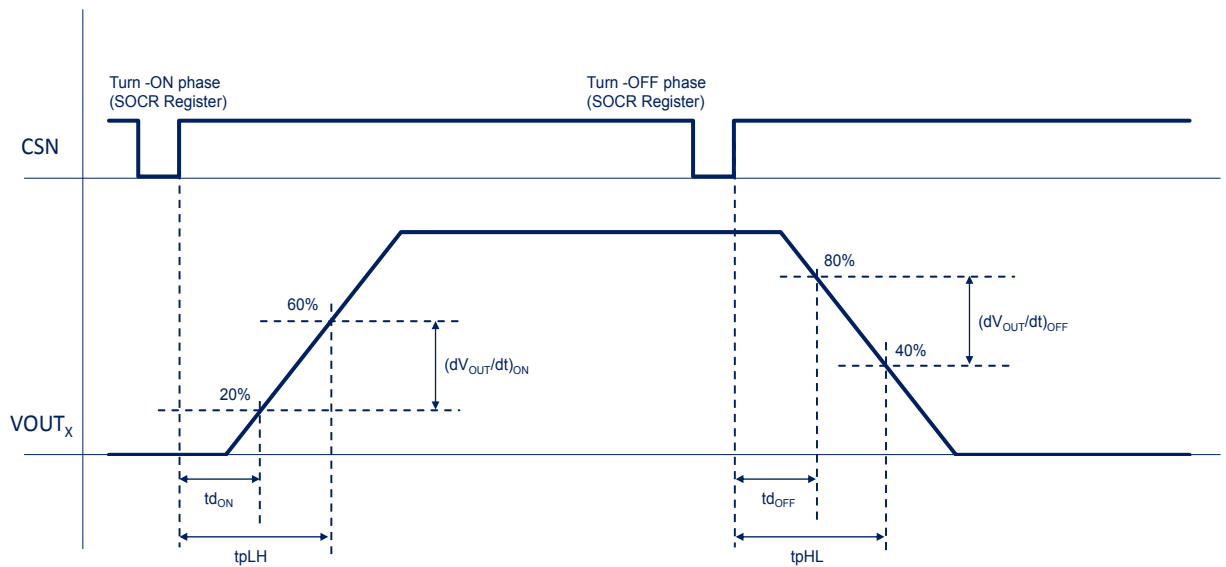 Turn -ON phase
(SOCR Register)
Turn -OFF phase
(SOCR Register)
CSN
80%
60%
(dVOUT/dt)OFF
(dVOUT/dt)ON
40%
20%
VOUTX
tdON
tdOFF
tpLH
tpHL